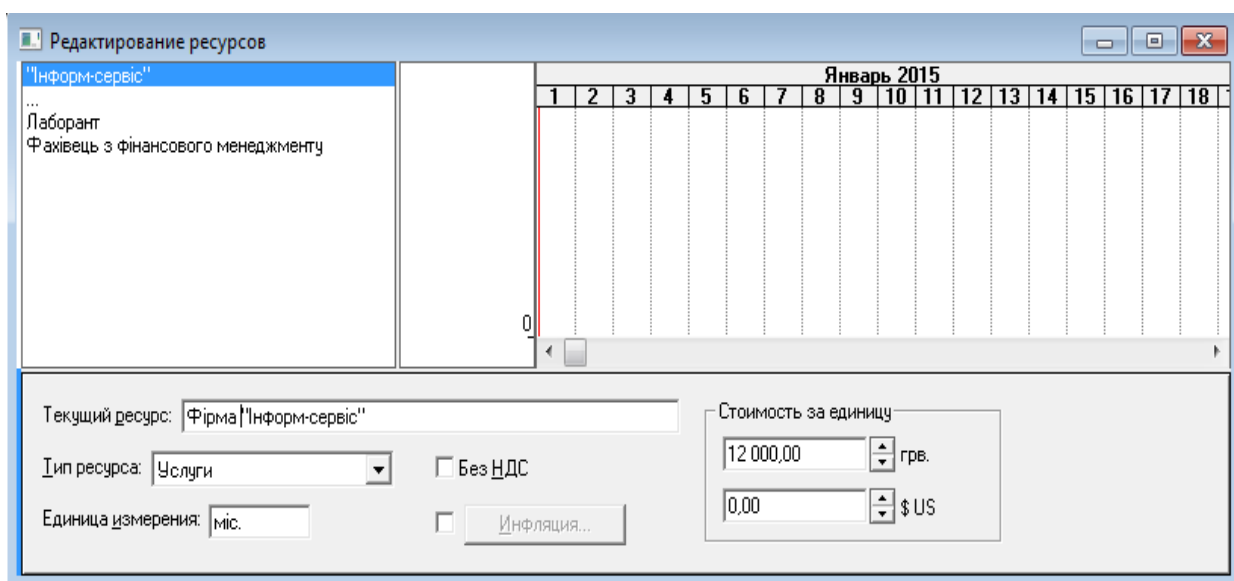 Редактирование ресурсов
"Інформ-сервіс"
...
Лаборант
Фахівець з фінансового менеджменту
Январь 2015
1 2 3 4 5 6 7 8 9 10 11 12 13 14 15 16 17 18
0
Текущий ресурс: Фірма "Інформ-сервіс"
Тип ресурса: Услуги
Без НДС
Единица измерения: міс.
Инфляция...
Стоимость за единицу
12 000,00 грв.
0,00 $ US